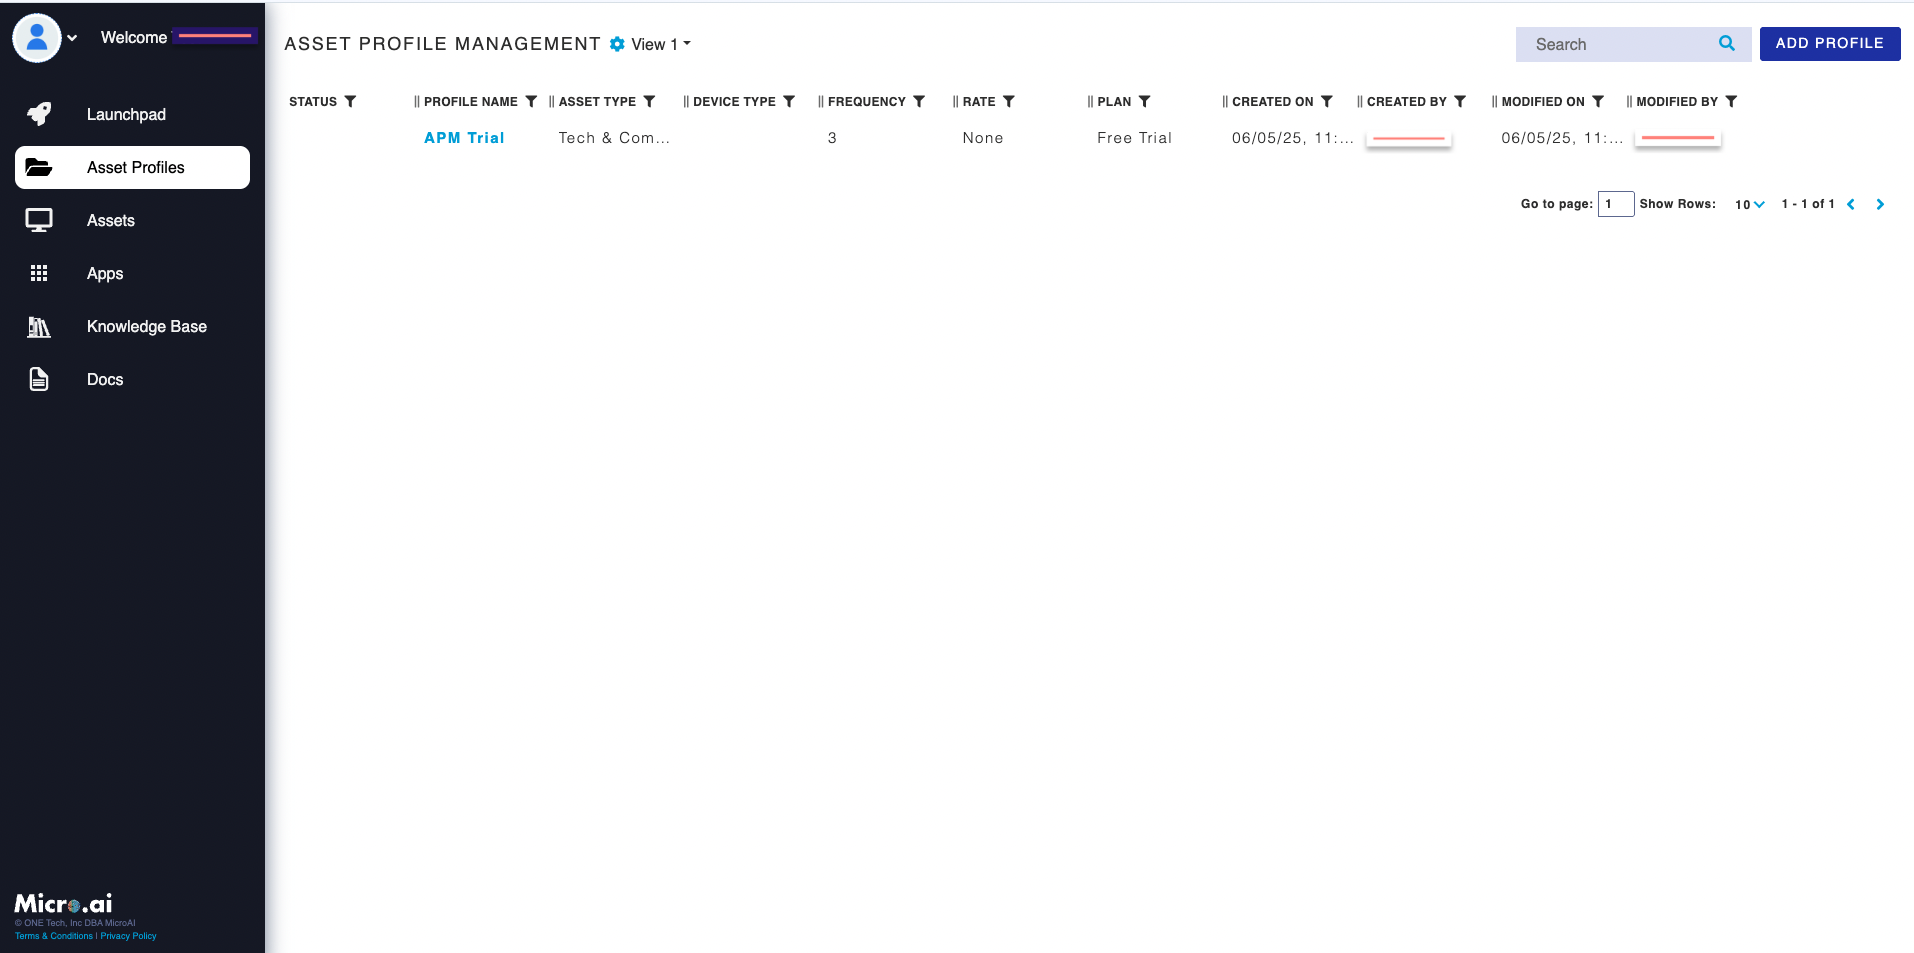 Welcome
ASSET PROFILE MANAGEMENT View 1
Search
ADD PROFILE
Launchpad
Asset Profiles
Assets
Apps
Knowledge Base
Docs
STATUS PROFILE NAME ASSET TYPE DEVICE TYPE FREQUENCY RATE PLAN CREATED ON CREATED BY MODIFIED ON MODIFIED BY
APM Trial Tech & Com... 3 None Free Trial 06/05/25, 11:... 06/05/25, 11:...
Go to page: 1 Show Rows: 10 1 - 1 of 1
Micro.ai
© ONE Tech, Inc DBA MicroAI
Terms & Conditions | Privacy Policy